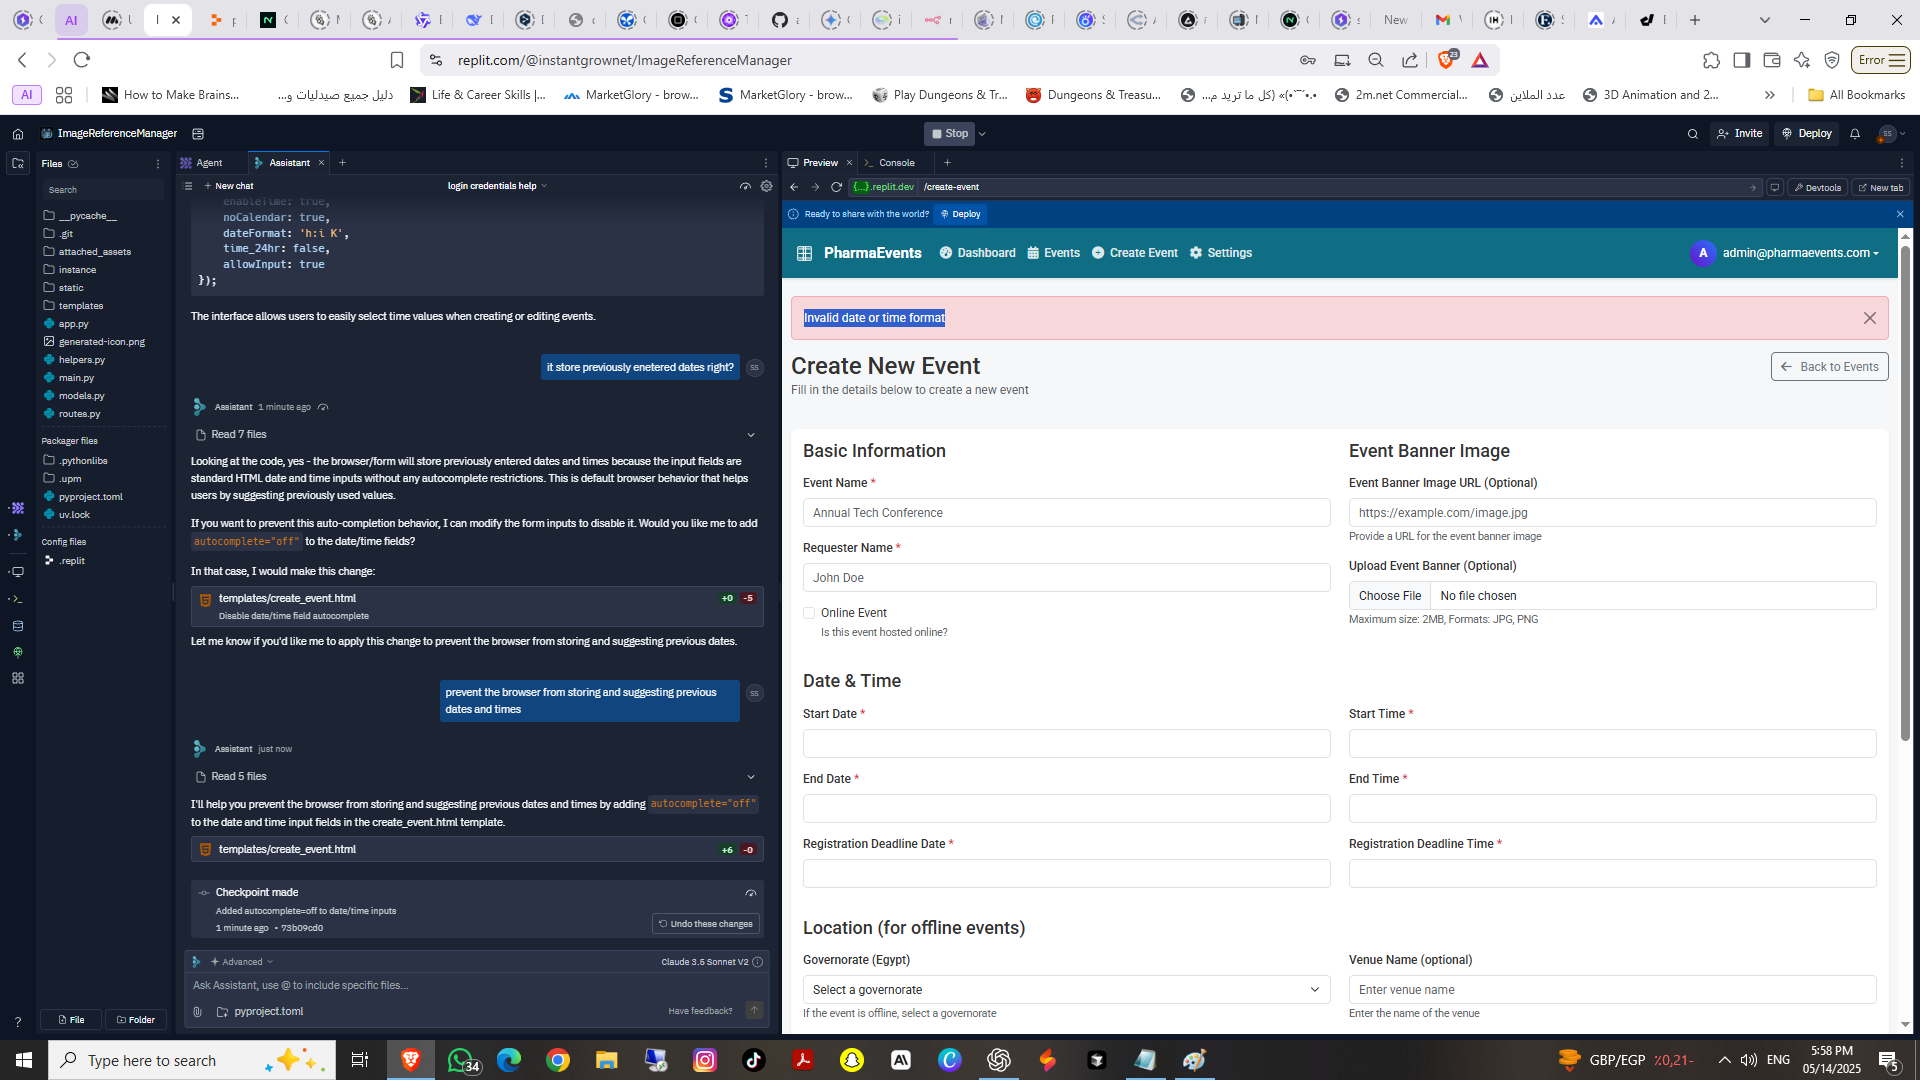 New
replit.com/@instantgrownet/ImageReferenceManager
23
Error
AI
How to Make Brains...
دليل جميع صيدليات و...
Life & Career Skills |...
MarketGlory - brow...
MarketGlory - brow...
Play Dungeons & Tr...
Dungeons & Treasu...
2m.net Commercial...
عدد الملاين
3D Animation and 2...
All Bookmarks
ImageReferenceManager
Stop
Invite
Deploy
SS
Files
Search
__pycache__
.git
attached_assets
instance
static
templates
app.py
generated-icon.png
helpers.py
main.py
models.py
routes.py
Packager files
.pythonlibs
.upm
pyproject.toml
uv.lock
Config files
.replit
File
Folder
Agent
Assistant
New chat
login credentials help
enableTime: true,
noCalendar: true,
dateFormat: 'h:i K',
time_24hr: false,
allowInput: true
});
The interface allows users to easily select time values when creating or editing events.
it store previously enetered dates right?
SS
Assistant 1 minute ago
Read 7 files
Looking at the code, yes - the browser/form will store previously entered dates and times because the input fields are
standard HTML date and time inputs without any autocomplete restrictions. This is default browser behavior that helps
users by suggesting previously used values.
If you want to prevent this auto-completion behavior, I can modify the form inputs to disable it. Would you like me to add
autocomplete="off" to the date/time fields?
In that case, I would make this change:
templates/create_event.html +0 -5
Disable date/time field autocomplete
Let me know if you'd like me to apply this change to prevent the browser from storing and suggesting previous dates.
prevent the browser from storing and suggesting previous
dates and times
SS
Assistant just now
Read 5 files
I'll help you prevent the browser from storing and suggesting previous dates and times by adding autocomplete="off"
to the date and time input fields in the create_event.html template.
templates/create_event.html +6 -0
Checkpoint made
Added autocomplete=off to date/time inputs
1 minute ago • 73b09cd0
Undo these changes
Advanced
Claude 3.5 Sonnet V2
Ask Assistant, use @ to include specific files...
pyproject.toml
Have feedback?
Preview
Console
{...}.replit.dev /create-event
Devtools
New tab
Ready to share with the world?
Deploy
PharmaEvents
Dashboard
Events
Create Event
Settings
A
admin@pharmaevents.com
Invalid date or time format
Create New Event
Fill in the details below to create a new event
Back to Events
Basic Information
Event Name *
Annual Tech Conference
Requester Name *
John Doe
Online Event
Is this event hosted online?
Event Banner Image
Event Banner Image URL (Optional)
https://example.com/image.jpg
Provide a URL for the event banner image
Upload Event Banner (Optional)
Choose File No file chosen
Maximum size: 2MB, Formats: JPG, PNG
Date & Time
Start Date *
Start Time *
End Date *
End Time *
Registration Deadline Date *
Registration Deadline Time *
Location (for offline events)
Governorate (Egypt)
Select a governorate
If the event is offline, select a governorate
Venue Name (optional)
Enter venue name
Enter the name of the venue
Type here to search
34
GBP/EGP ٪0,21-
ENG
5:58 PM
05/14/2025
5